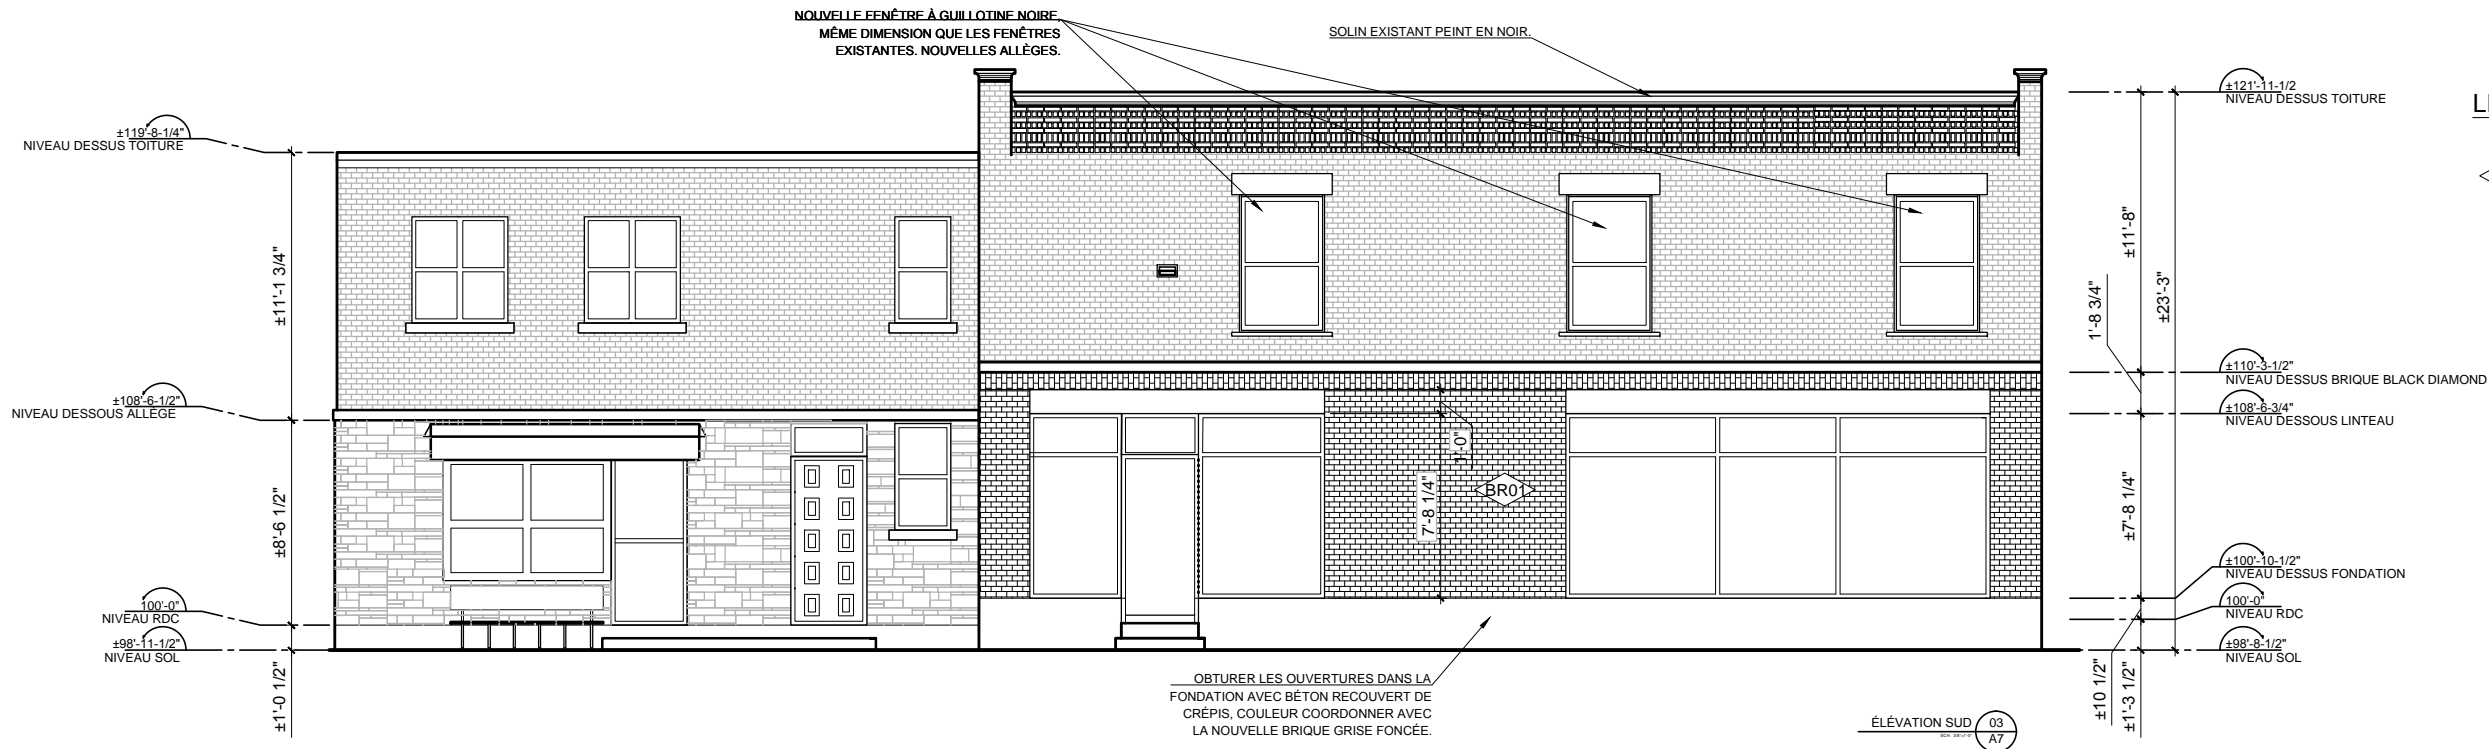 NOUVELLE FENÊTRE À GUILLOTINE NOIRE,
MÊME DIMENSION QUE LES FENÊTRES
EXISTANTES. NOUVELLES ALLÈGES.
SOLIN EXISTANT PEINT EN NOIR.
±119'-8-1/4"
NIVEAU DESSUS TOITURE
±11'-1 3/4"
±108'-6-1/2"
NIVEAU DESSOUS ALLÈGE
±8'-6 1/2"
100'-0"
NIVEAU RDC
±98'-11-1/2"
NIVEAU SOL
±1'-0 1/2"
1'-0"
7'-8 1/4"
BR01
±121'-11-1/2
NIVEAU DESSUS TOITURE
±11'-8"
1'-8 3/4"
±23'-3"
±110'-3-1/2"
NIVEAU DESSUS BRIQUE BLACK DIAMOND
±108'-6-3/4"
NIVEAU DESSOUS LINTEAU
±7'-8 1/4"
±100'-10-1/2"
NIVEAU DESSUS FONDATION
100'-0"
NIVEAU RDC
±98'-8-1/2"
NIVEAU SOL
±10 1/2"
±1'-3 1/2"
OBTURER LES OUVERTURES DANS LA
FONDATION AVEC BÉTON RECOUVERT DE
CRÉPIS, COULEUR COORDONNER AVEC
LA NOUVELLE BRIQUE GRISE FONCÉE.
ÉLÉVATION SUD
03
A7